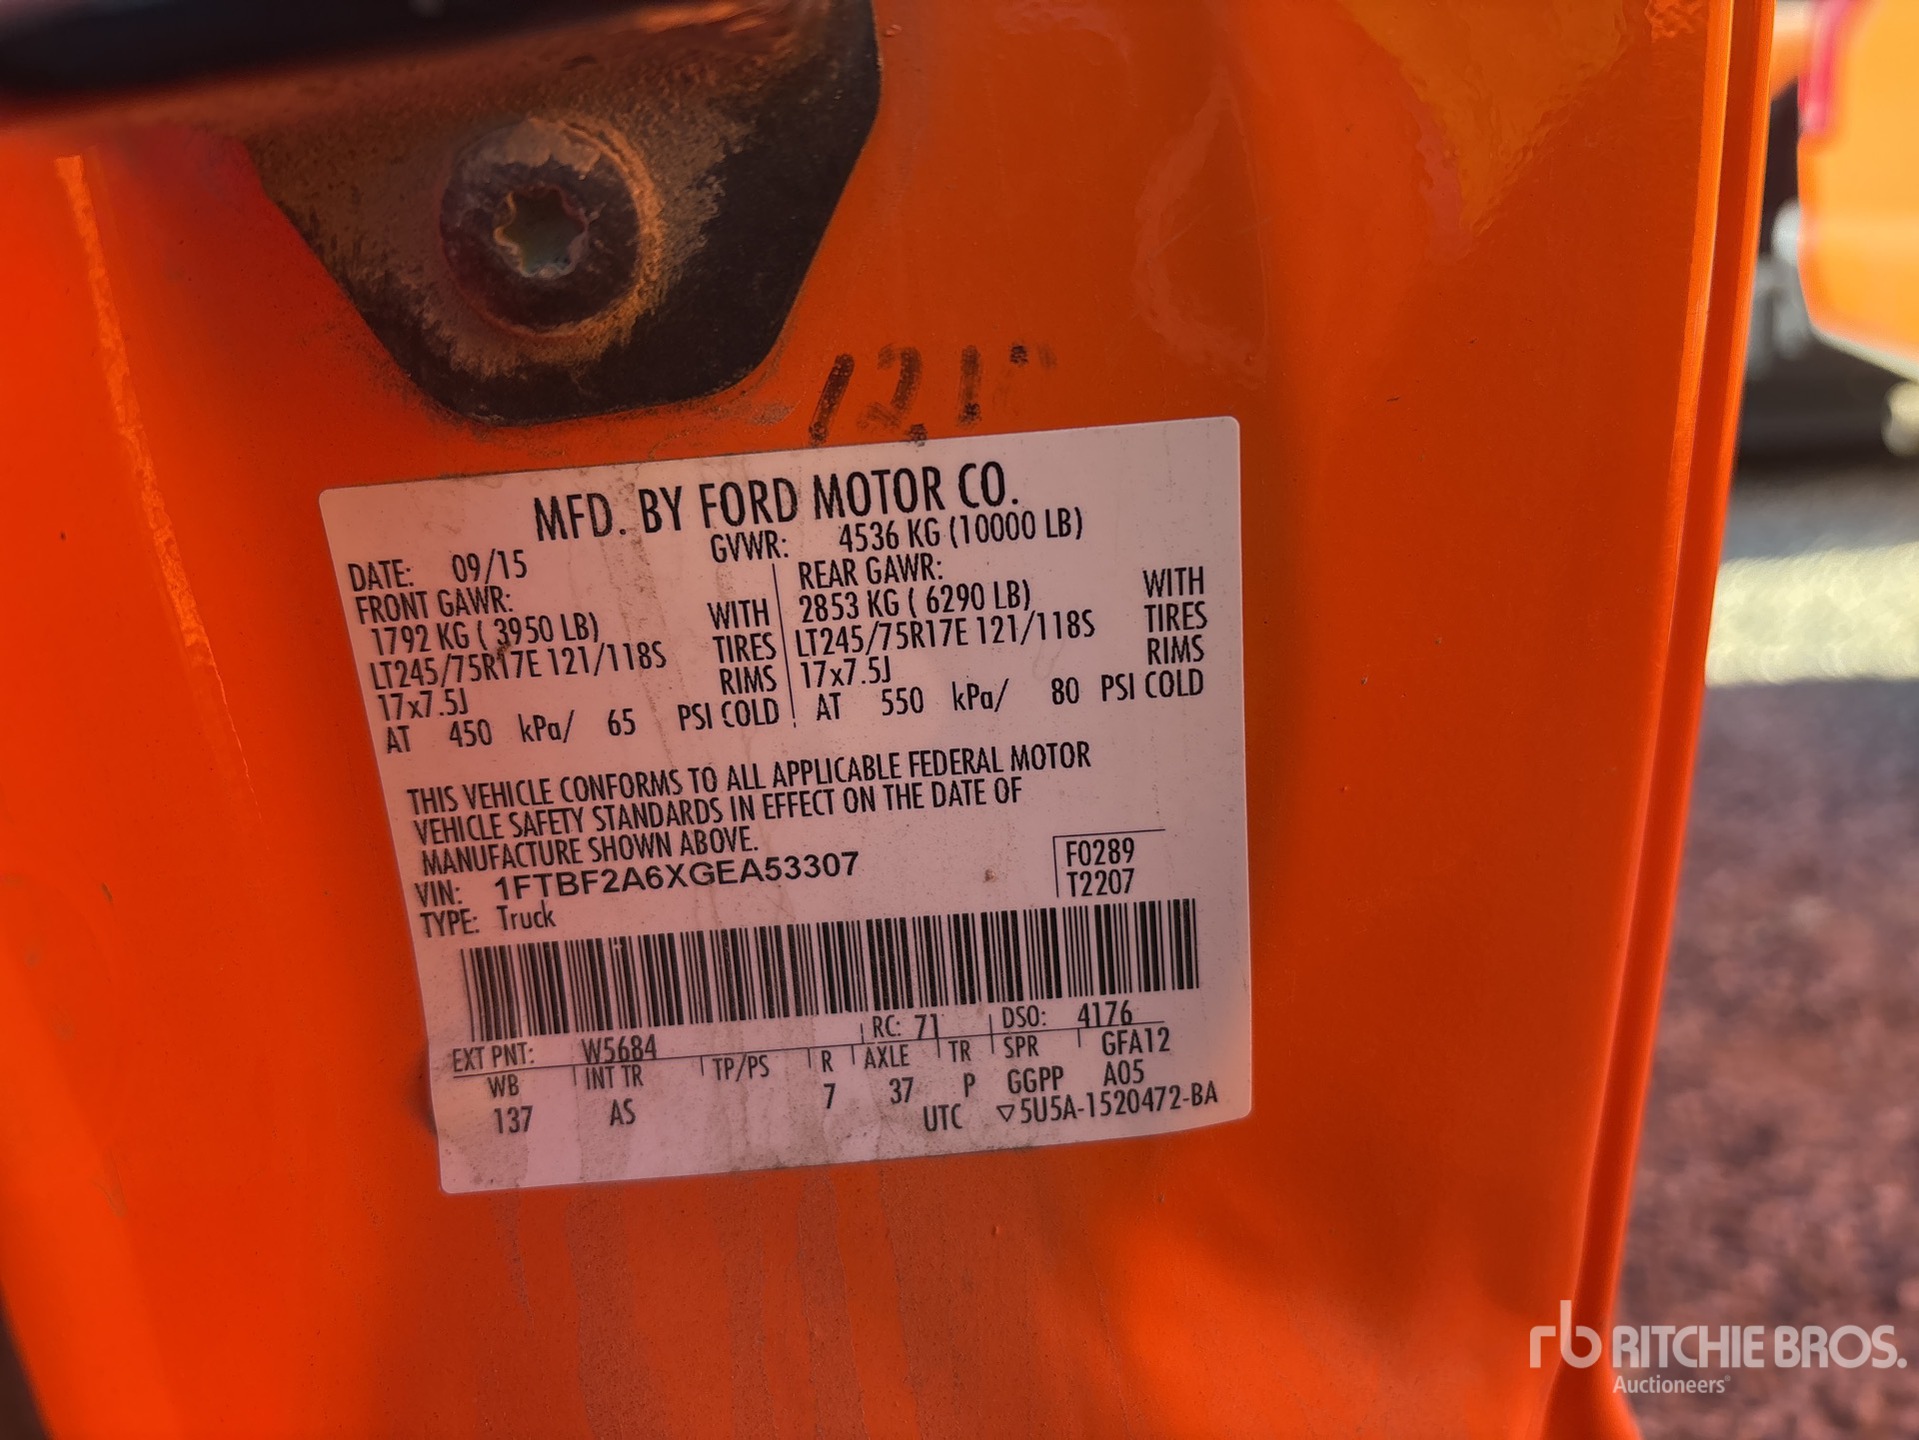 121"
MFD. BY FORD MOTOR CO.
DATE: 09/15 GVWR: 4536 KG (10000 LB)
FRONT GAWR: REAR GAWR:
1792 KG ( 3950 LB) WITH 2853 KG ( 6290 LB) WITH
LT245/75R17E 121/118S TIRES LT245/75R17E 121/118S TIRES
17x7.5J RIMS 17x7.5J RIMS
AT 450 kPa/ 65 PSI COLD AT 550 kPa/ 80 PSI COLD
THIS VEHICLE CONFORMS TO ALL APPLICABLE FEDERAL MOTOR
VEHICLE SAFETY STANDARDS IN EFFECT ON THE DATE OF
MANUFACTURE SHOWN ABOVE.
VIN: 1FTBF2A6XGEA53307
TYPE: Truck
F0289
T2207
EXT PNT: W5684 RC: 71 DSO: 4176
WB INT TR TP/PS R AXLE TR SPR GFA12
137 AS 7 37 P GGPP A05
UTC ▽5U5A-1520472-BA
rb RITCHIE BROS.
Auctioneers®